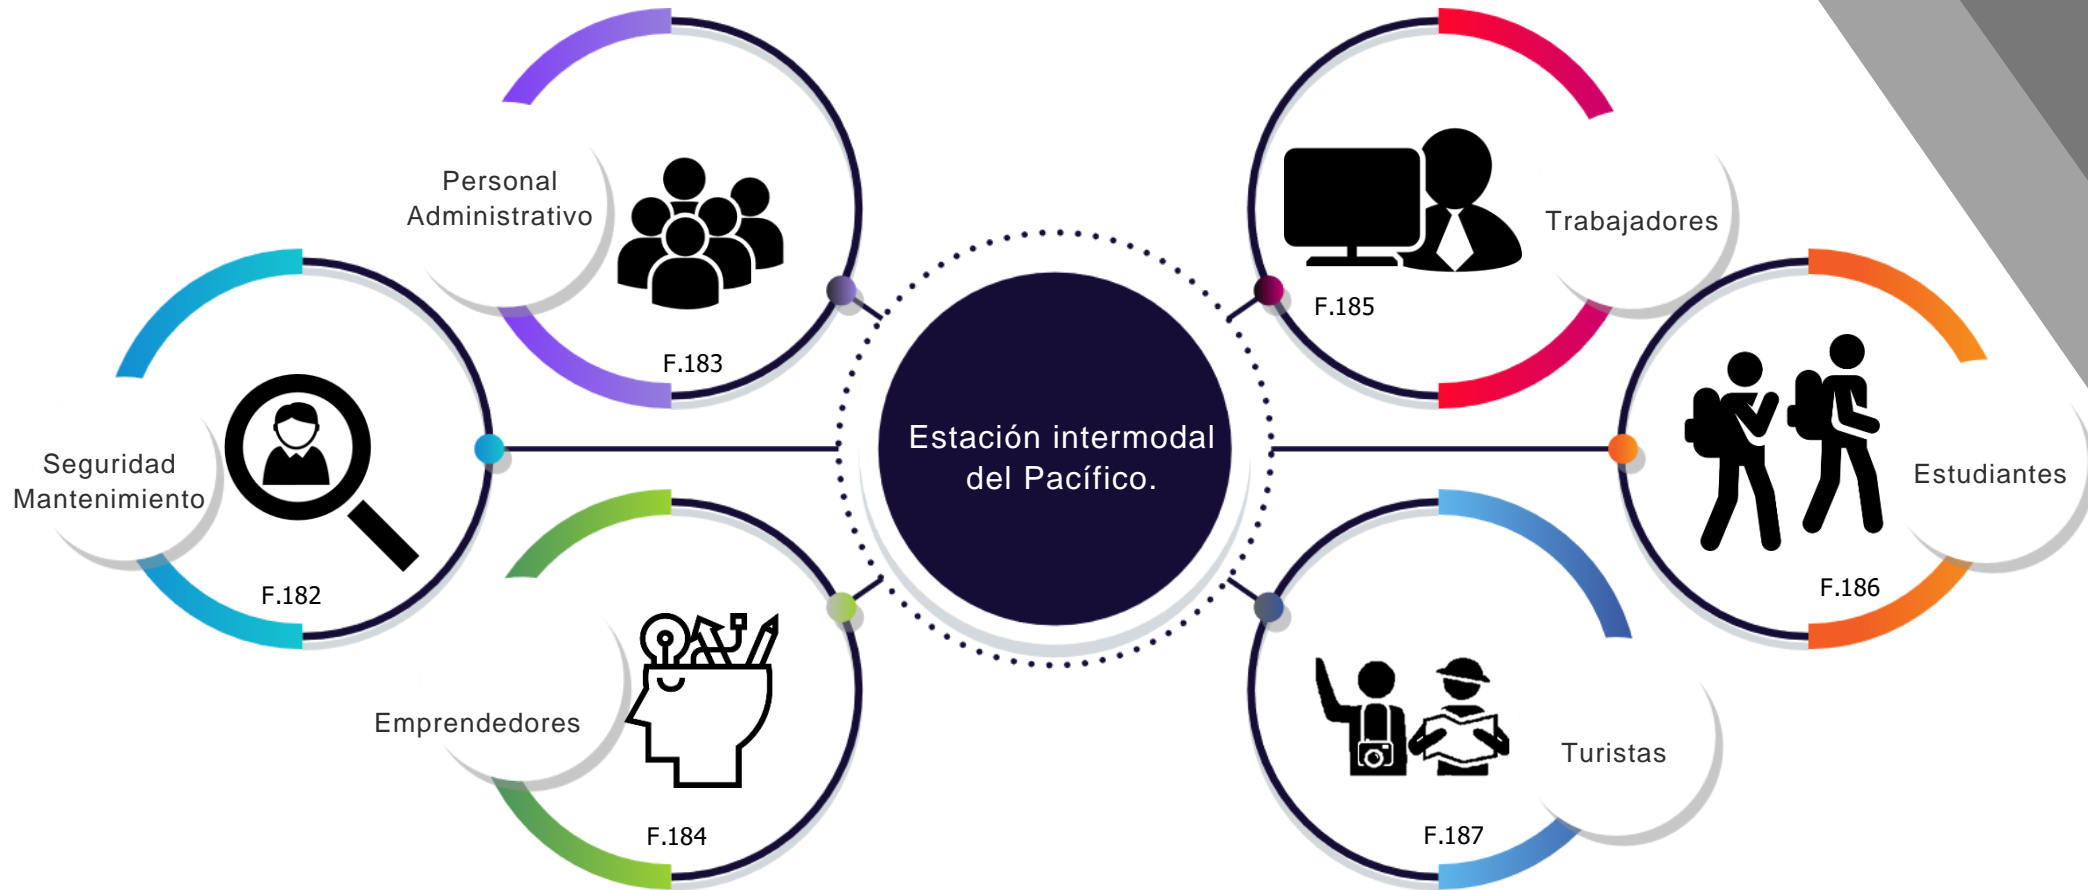 Personal
Administrativo
F.183
Seguridad
Mantenimiento
F.182
Emprendedores
F.184
Estación intermodal
del Pacífico.
Trabajadores
F.185
Estudiantes
F.186
Turistas
F.187